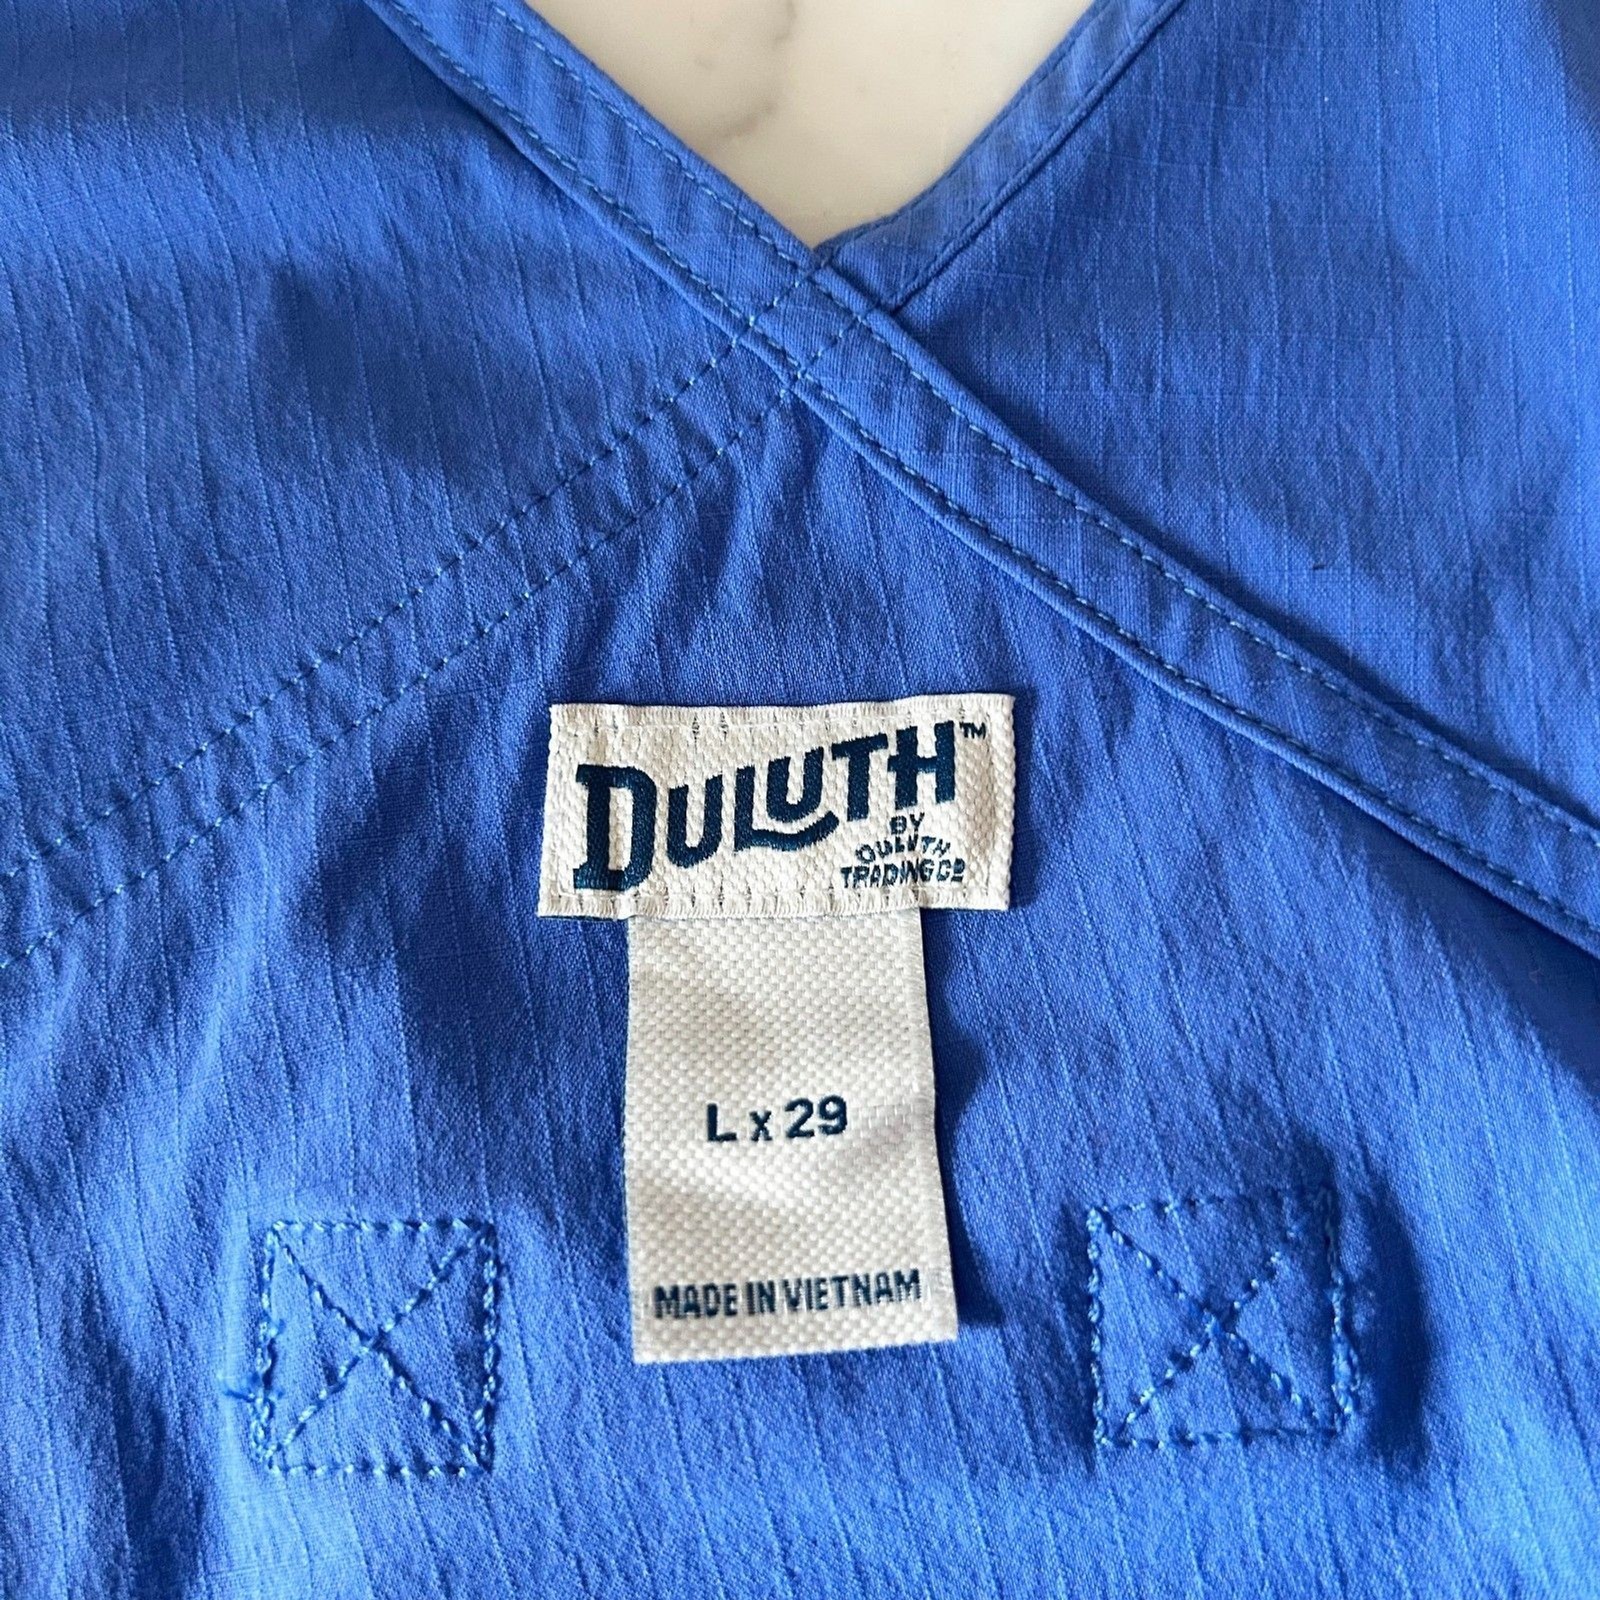 DULUTH™
BY
DULUTH
TRADING Cº
L x 29
MADE IN VIETNAM